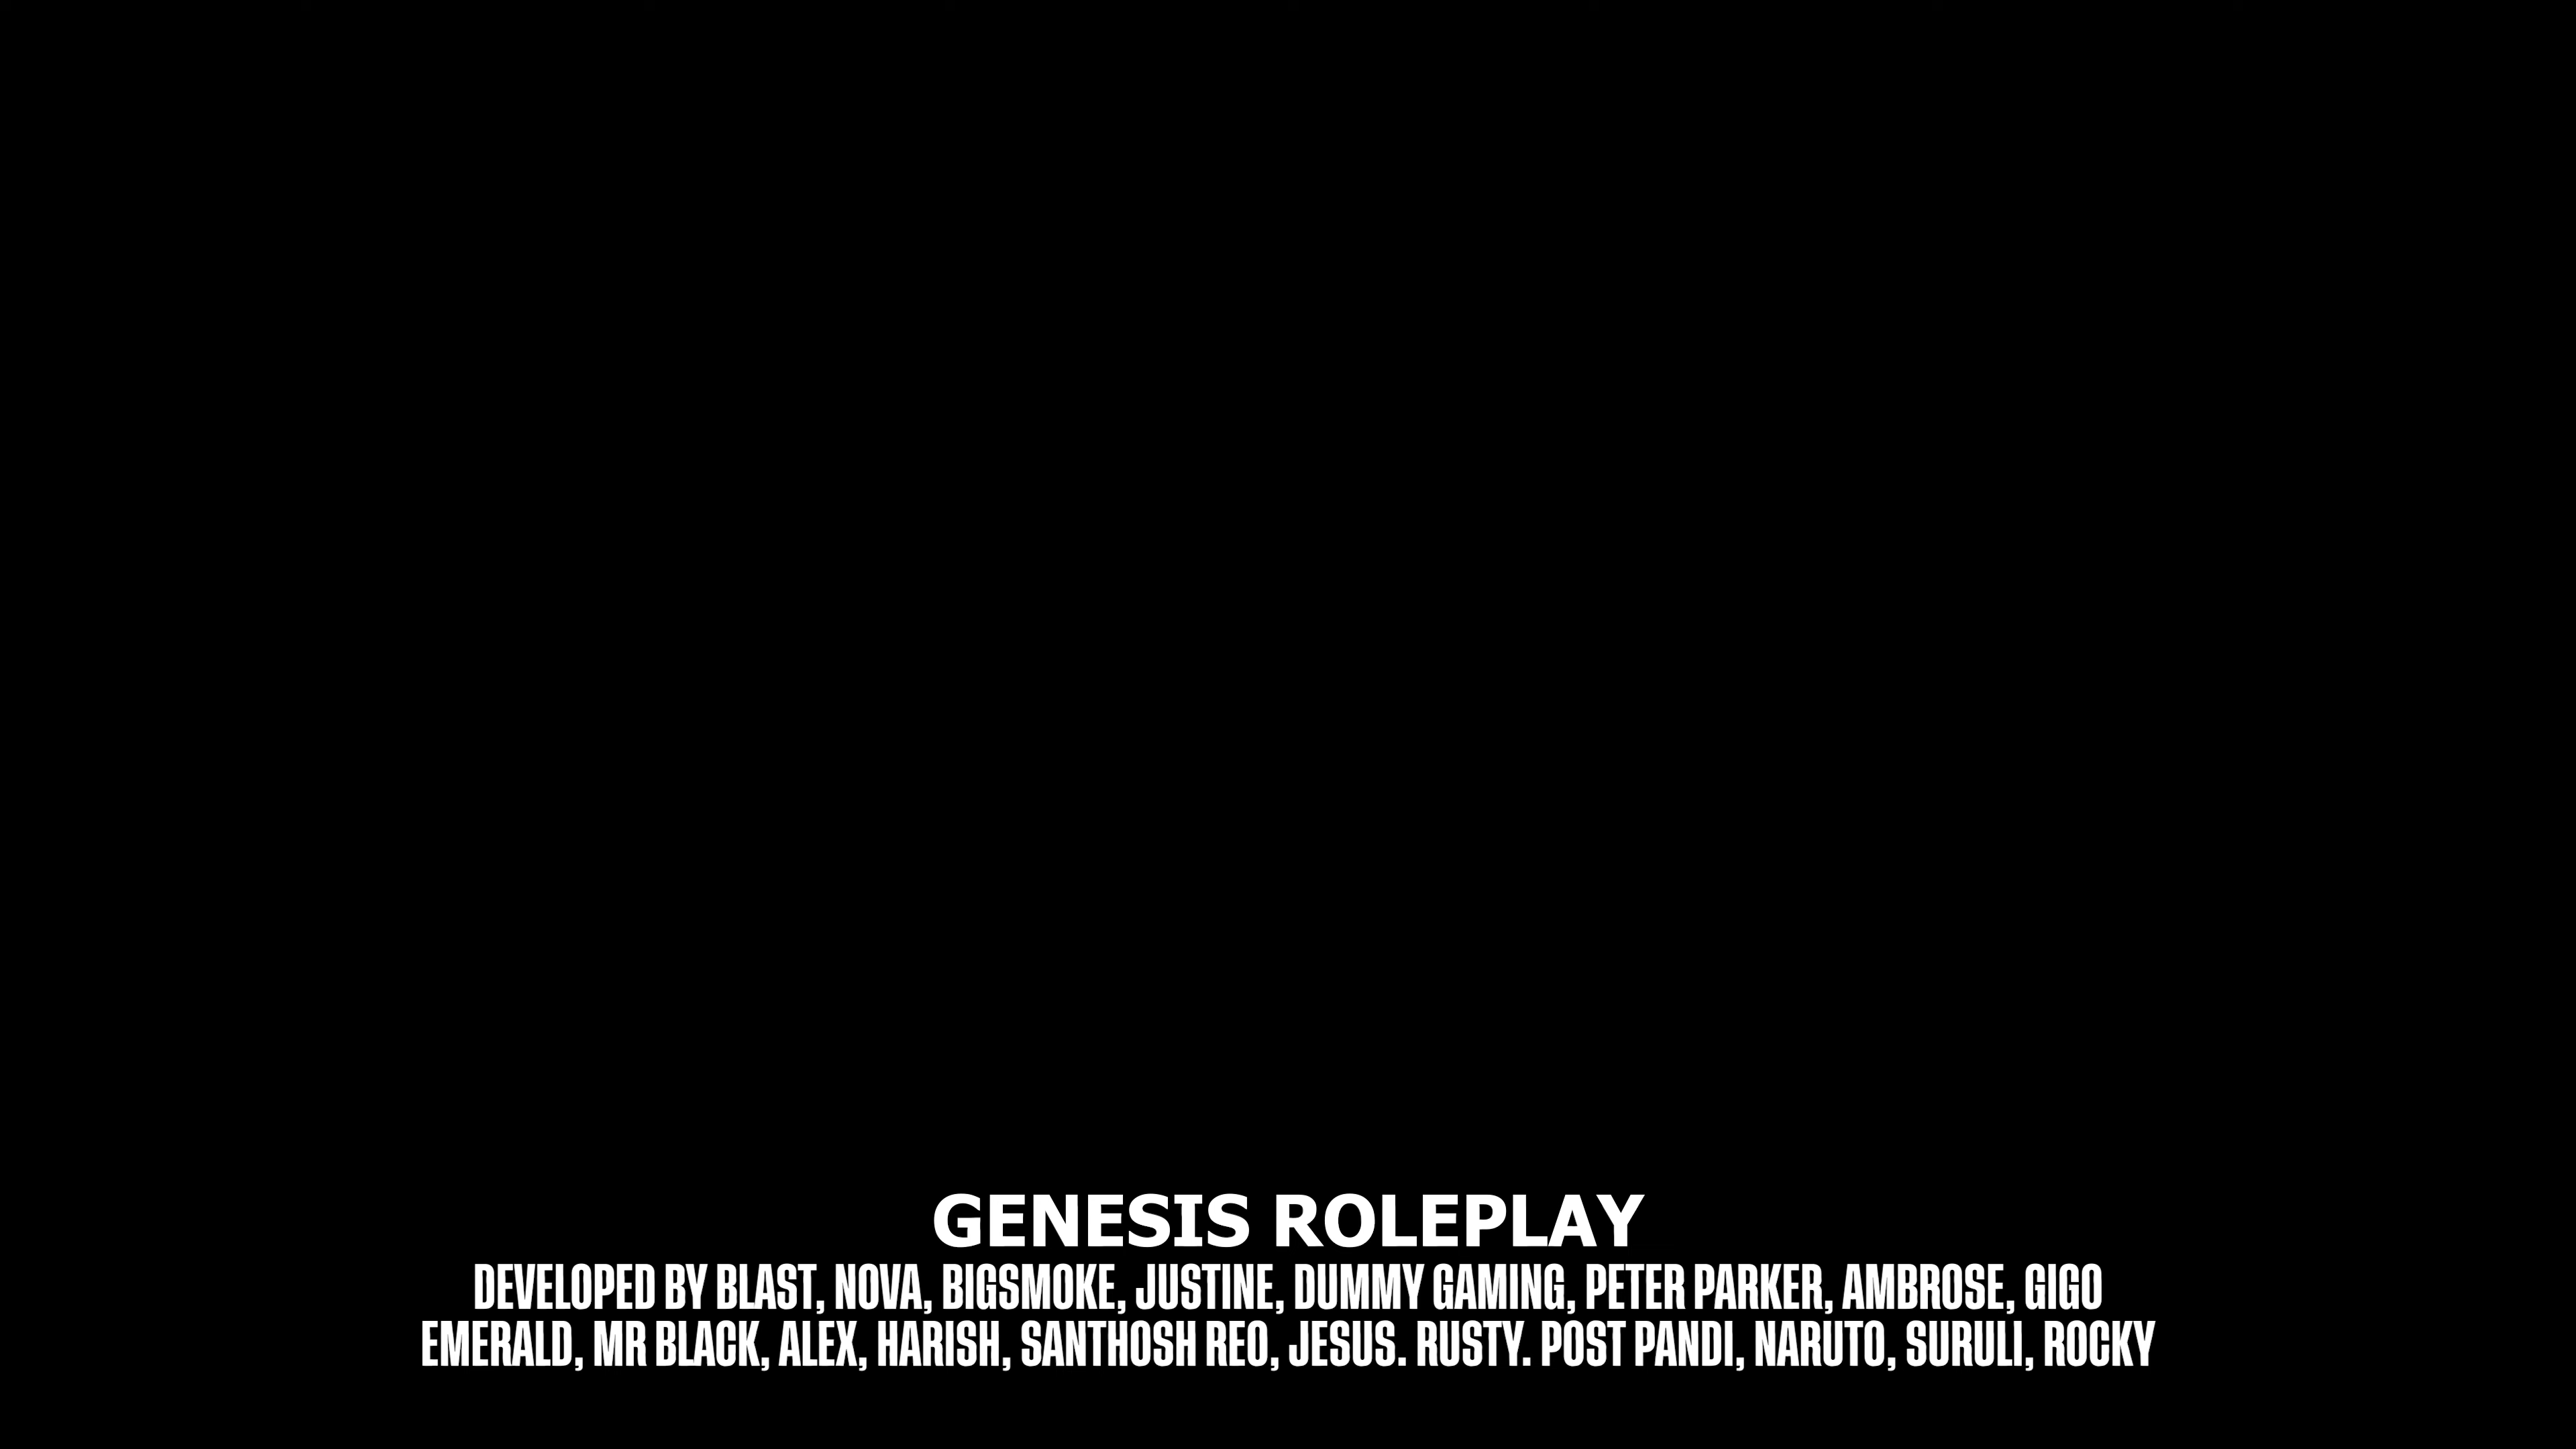 GENESIS ROLEPLAY
DEVELOPED BY BLAST, NOVA, BIGSMOKE, JUSTINE, DUMMY GAMING, PETER PARKER, AMBROSE, GIGO
EMERALD, MR BLACK, ALEX, HARISH, SANTHOSH REO, JESUS. RUSTY. POST PANDI, NARUTO, SURULI, ROCKY